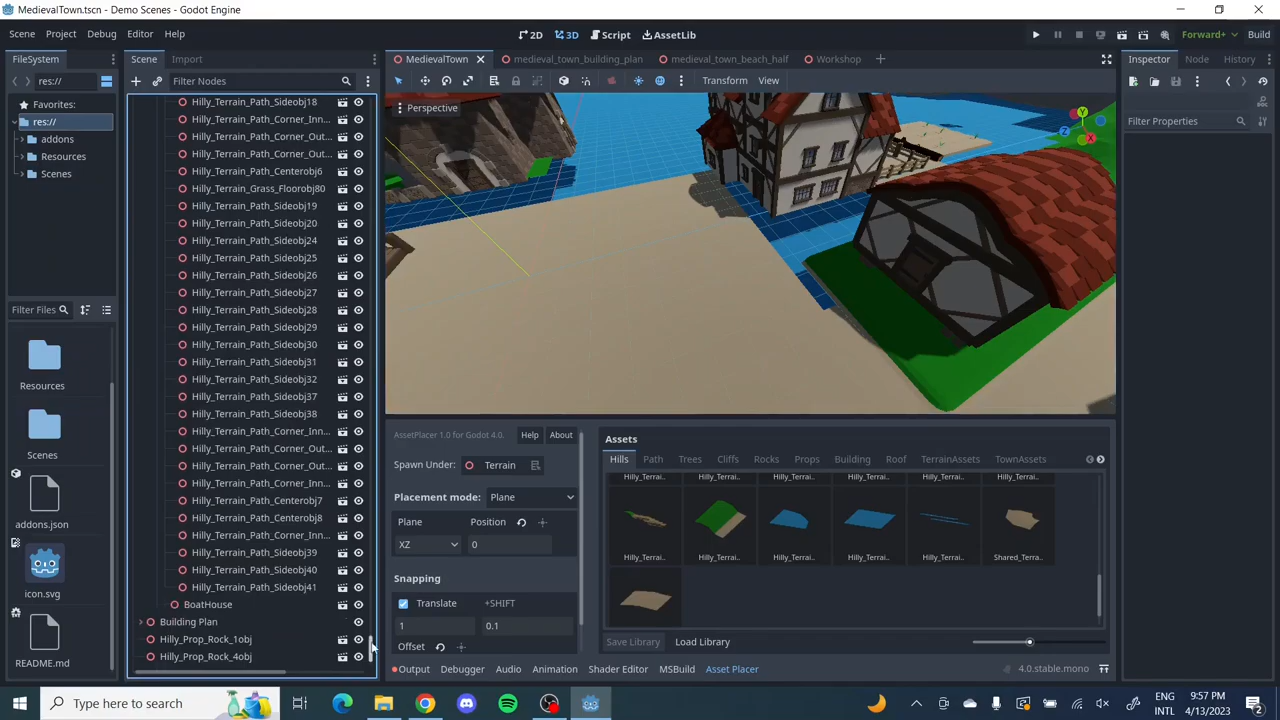 MedievalTown.tscn - Demo Scenes - Godot Engine
Scene Project Debug Editor Help
2D 3D Script AssetLib
Forward+ Build
FileSystem
res://
Favorites:
res://
addons
Resources
Scenes
Filter Files
Resources
Scenes
addons.json
icon.svg
README.md
Scene Import
Filter Nodes
Hilly_Terrain_Path_Sideobj18
Hilly_Terrain_Path_Corner_Inn...
Hilly_Terrain_Path_Corner_Out...
Hilly_Terrain_Path_Corner_Out...
Hilly_Terrain_Path_Centerobj6
Hilly_Terrain_Grass_Floorobj80
Hilly_Terrain_Path_Sideobj19
Hilly_Terrain_Path_Sideobj20
Hilly_Terrain_Path_Sideobj24
Hilly_Terrain_Path_Sideobj25
Hilly_Terrain_Path_Sideobj26
Hilly_Terrain_Path_Sideobj27
Hilly_Terrain_Path_Sideobj28
Hilly_Terrain_Path_Sideobj29
Hilly_Terrain_Path_Sideobj30
Hilly_Terrain_Path_Sideobj31
Hilly_Terrain_Path_Sideobj32
Hilly_Terrain_Path_Sideobj37
Hilly_Terrain_Path_Sideobj38
Hilly_Terrain_Path_Corner_Inn...
Hilly_Terrain_Path_Corner_Out...
Hilly_Terrain_Path_Corner_Out...
Hilly_Terrain_Path_Corner_Inn...
Hilly_Terrain_Path_Centerobj7
Hilly_Terrain_Path_Centerobj8
Hilly_Terrain_Path_Corner_Inn...
Hilly_Terrain_Path_Sideobj39
Hilly_Terrain_Path_Sideobj40
Hilly_Terrain_Path_Sideobj41
BoatHouse
Building Plan
Hilly_Prop_Rock_1obj
Hilly_Prop_Rock_4obj
MedievalTown medieval_town_building_plan medieval_town_beach_half Workshop
Transform View
Perspective
Y
Z
X
AssetPlacer 1.0 for Godot 4.0. Help About
Spawn Under: Terrain
Placement mode: Plane
Plane Position
XZ 0
Snapping
Translate +SHIFT
1 0.1
Offset
Assets
Hills Path Trees Cliffs Rocks Props Building Roof TerrainAssets TownAssets
Hilly_Terrai.. Hilly_Terrai.. Hilly_Terrai.. Hilly_Terrai.. Hilly_Terrai.. Hilly_Terrai..
Hilly_Terrai.. Hilly_Terrai.. Hilly_Terrai.. Hilly_Terrai.. Hilly_Terrai.. Shared_Terra..
Save Library Load Library
Output Debugger Audio Animation Shader Editor MSBuild Asset Placer 4.0.stable.mono
Inspector Node History
Filter Properties
Type here to search
ENG
INTL
9:57 PM
4/13/2023
2